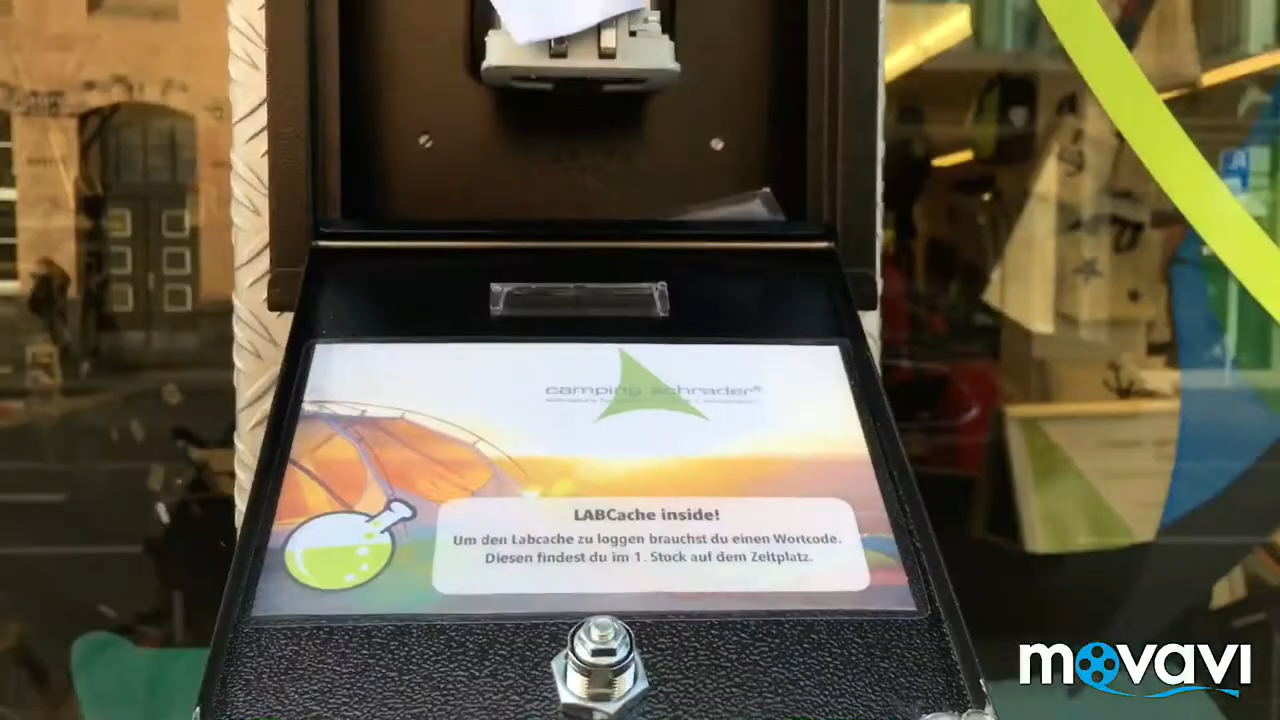 camping schrader®
LABCache inside!
Um den Labcache zu loggen brauchst du einen Wortcode.
Diesen findest du im 1. Stock auf dem Zeltplatz.
movavi